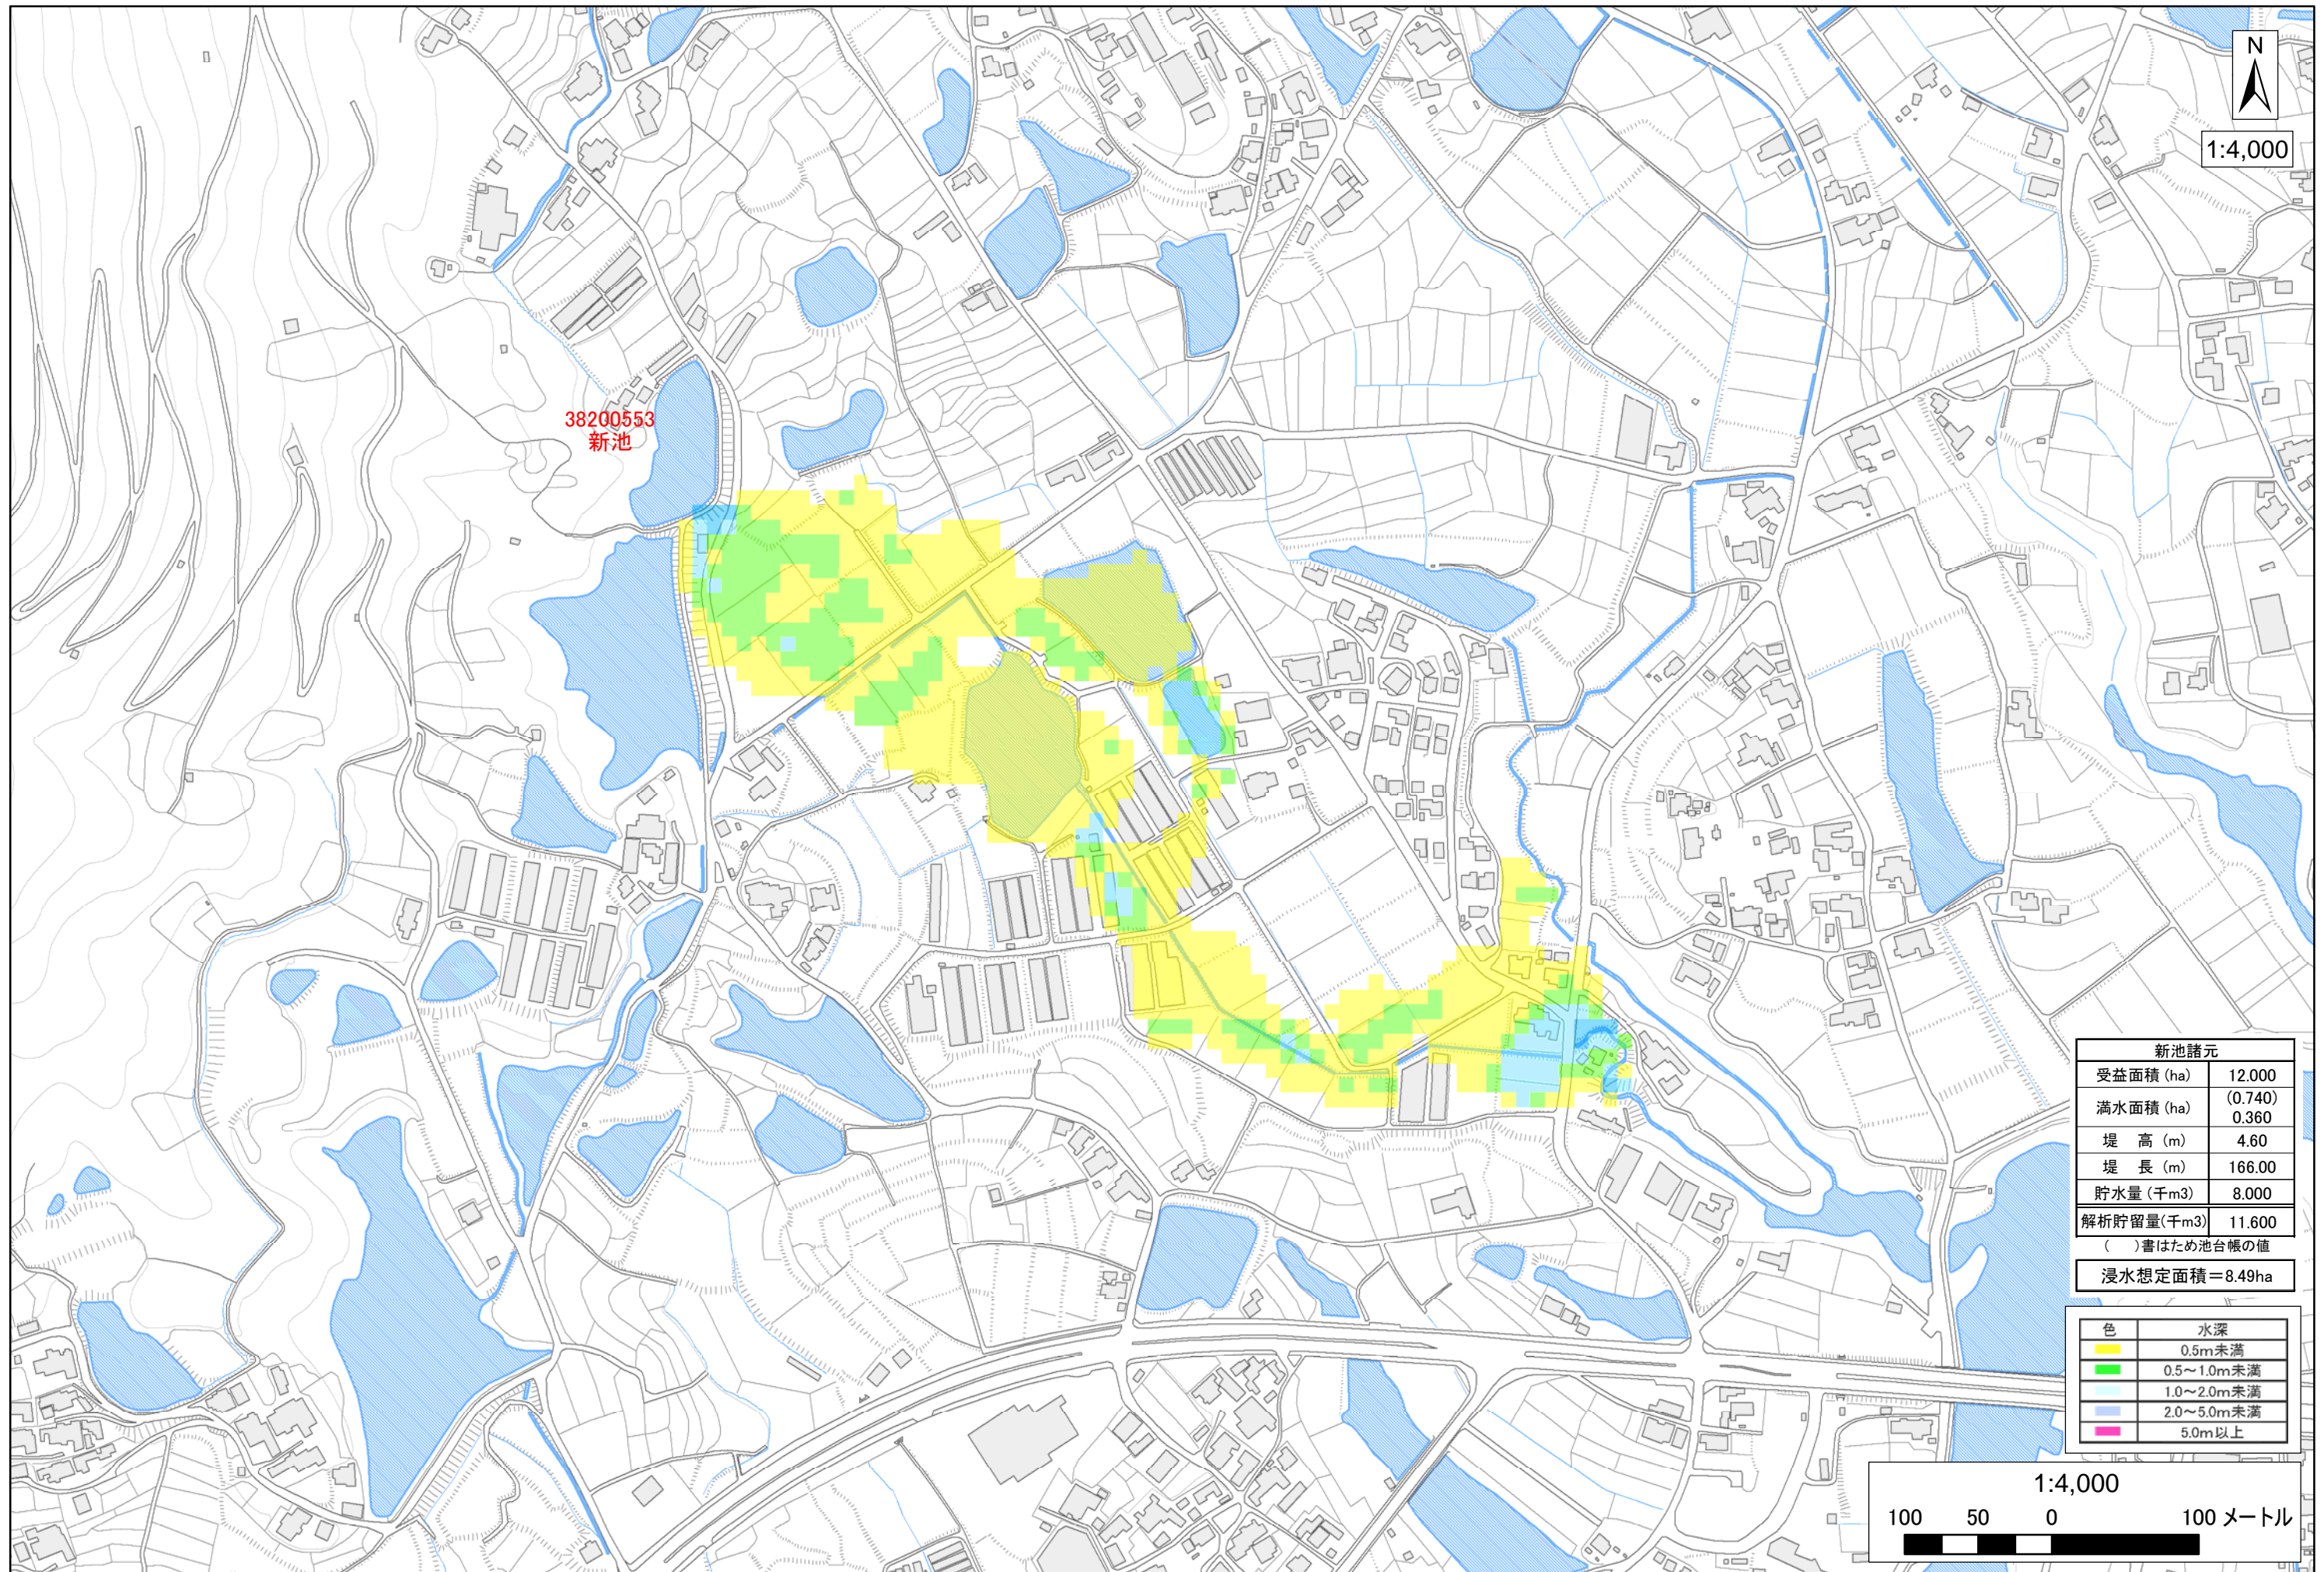 N
1:4,000
38200553
新池
新池諸元
受益面積(ha) 12.000
満水面積(ha) (0.740) 0.360
堤 高 (m) 4.60
堤 長 (m) 166.00
貯水量(千m3) 8.000
解析貯留量(千m3) 11.600
( )書はため池台帳の値
浸水想定面積=8.49ha
色 水深
0.5m未満
0.5~1.0m未満
1.0~2.0m未満
2.0~5.0m未満
5.0m以上
1:4,000
100 50 0 100 メートル